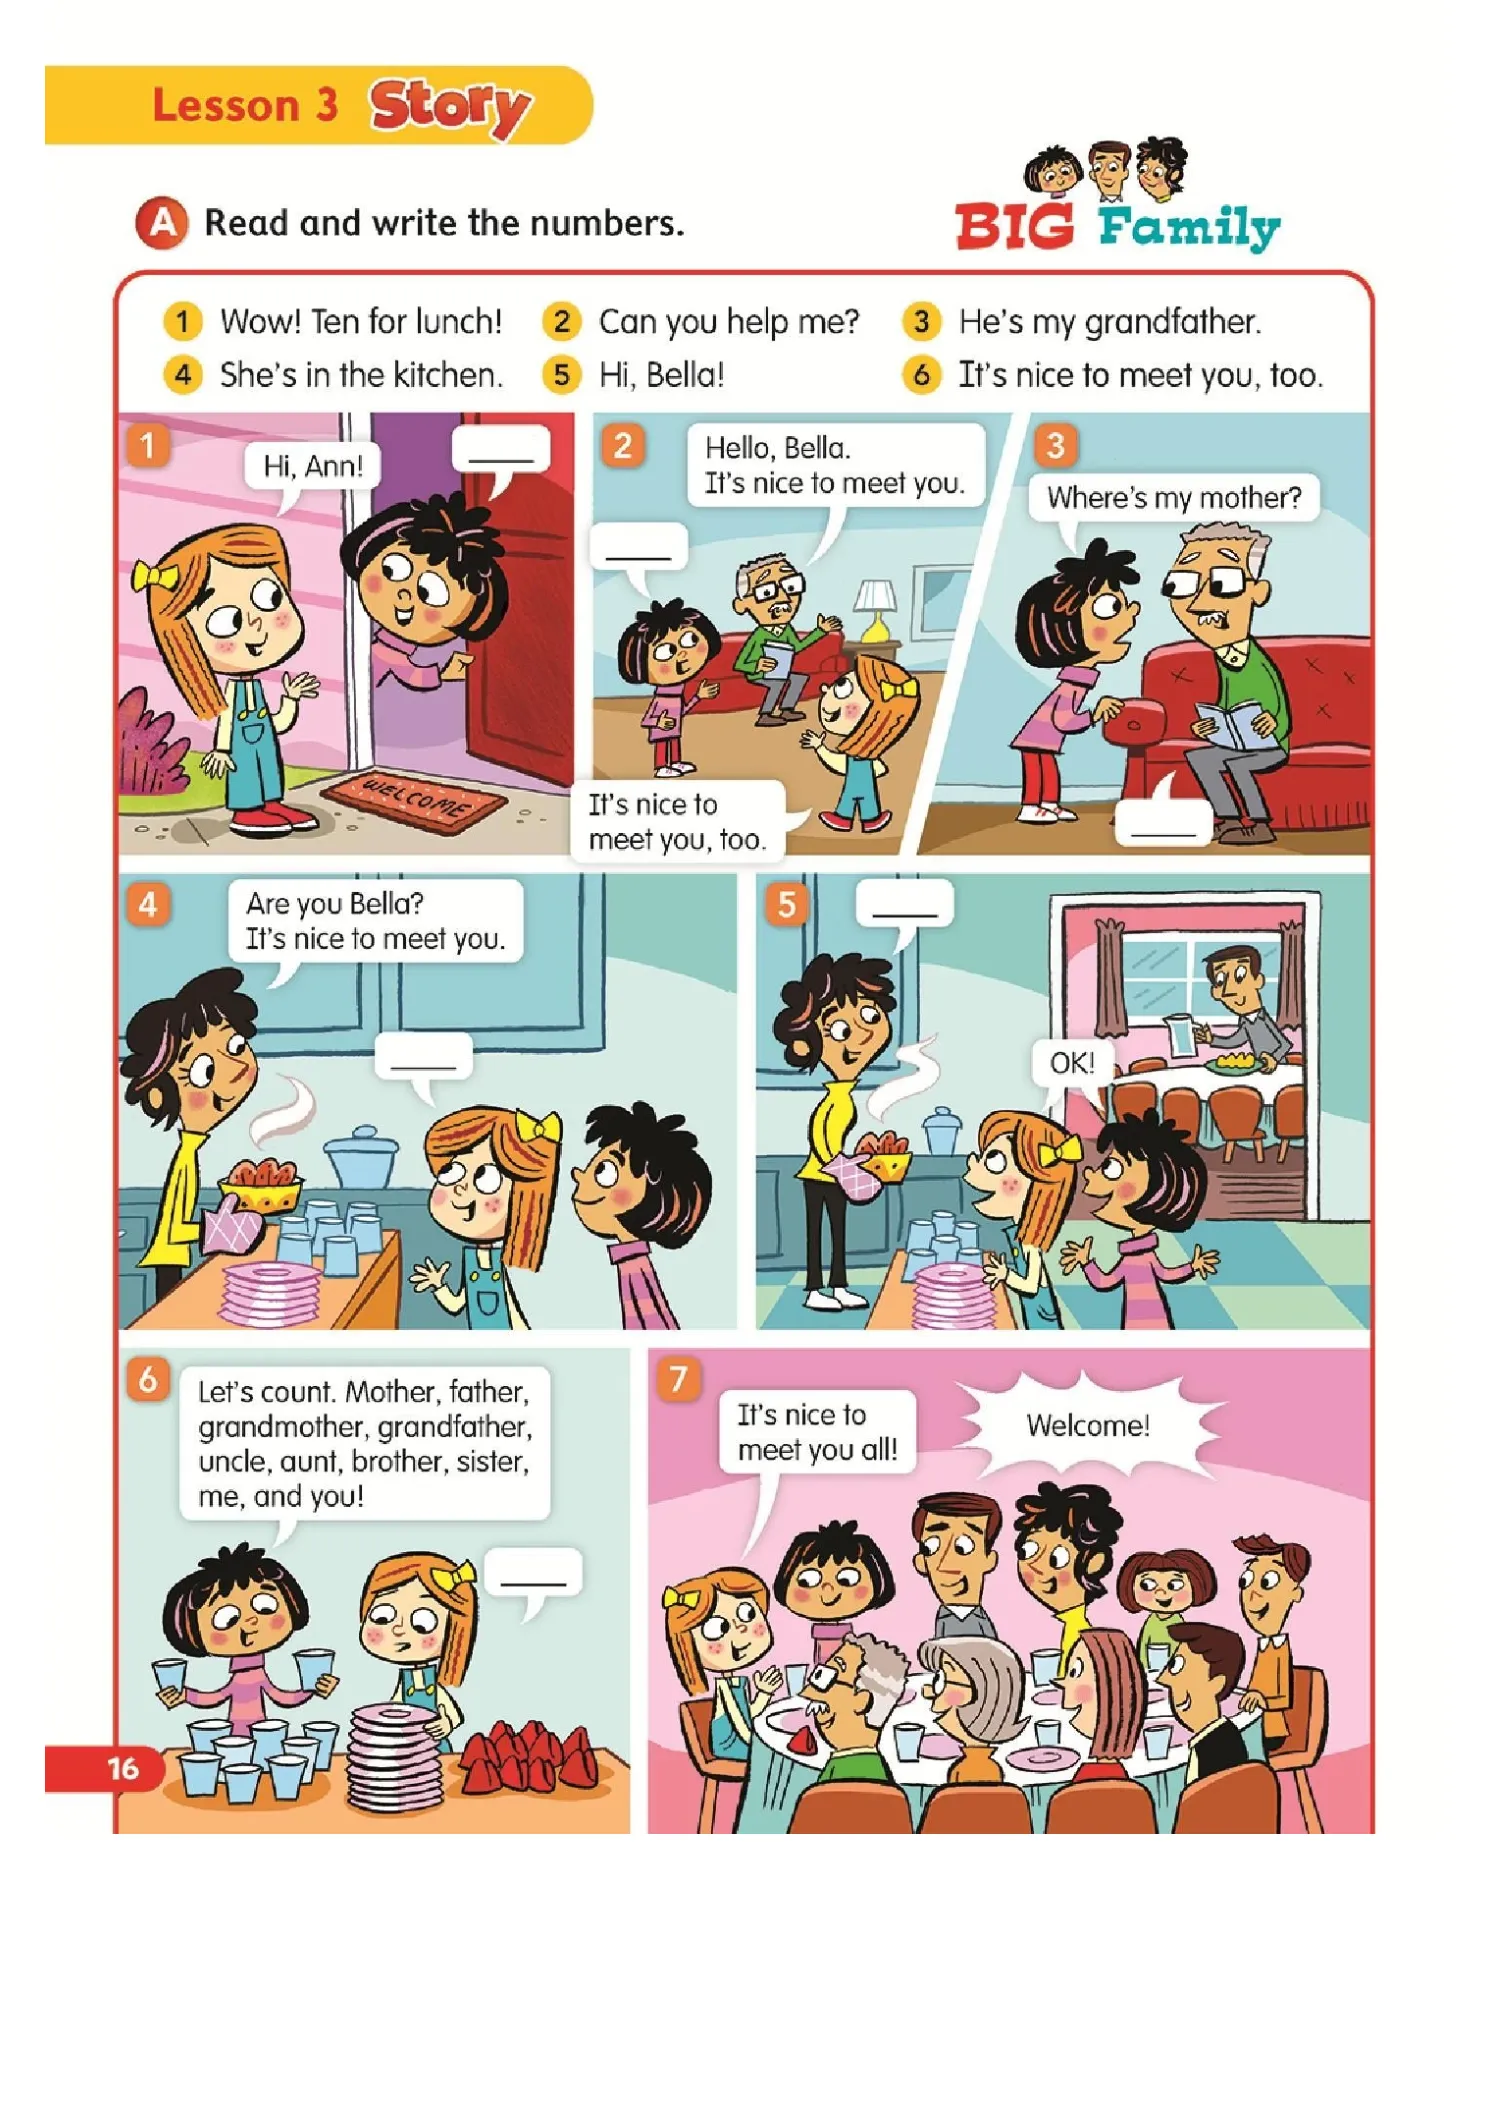 Lesson 3 Story
BIG Family
A Read and write the numbers.
1 Wow! Ten for lunch! 2 Can you help me? 3 He's my grandfather.
4 She's in the kitchen. 5 Hi, Bella! 6 It's nice to meet you, too.
1
Hi, Ann!
WELCOME
2
Hello, Bella.
It's nice to meet you.
It's nice to
meet you, too.
3
Where's my mother?
4
Are you Bella?
It's nice to meet you.
5
OK!
6
Let's count. Mother, father,
grandmother, grandfather,
uncle, aunt, brother, sister,
me, and you!
7
It's nice to
meet you all!
Welcome!
16